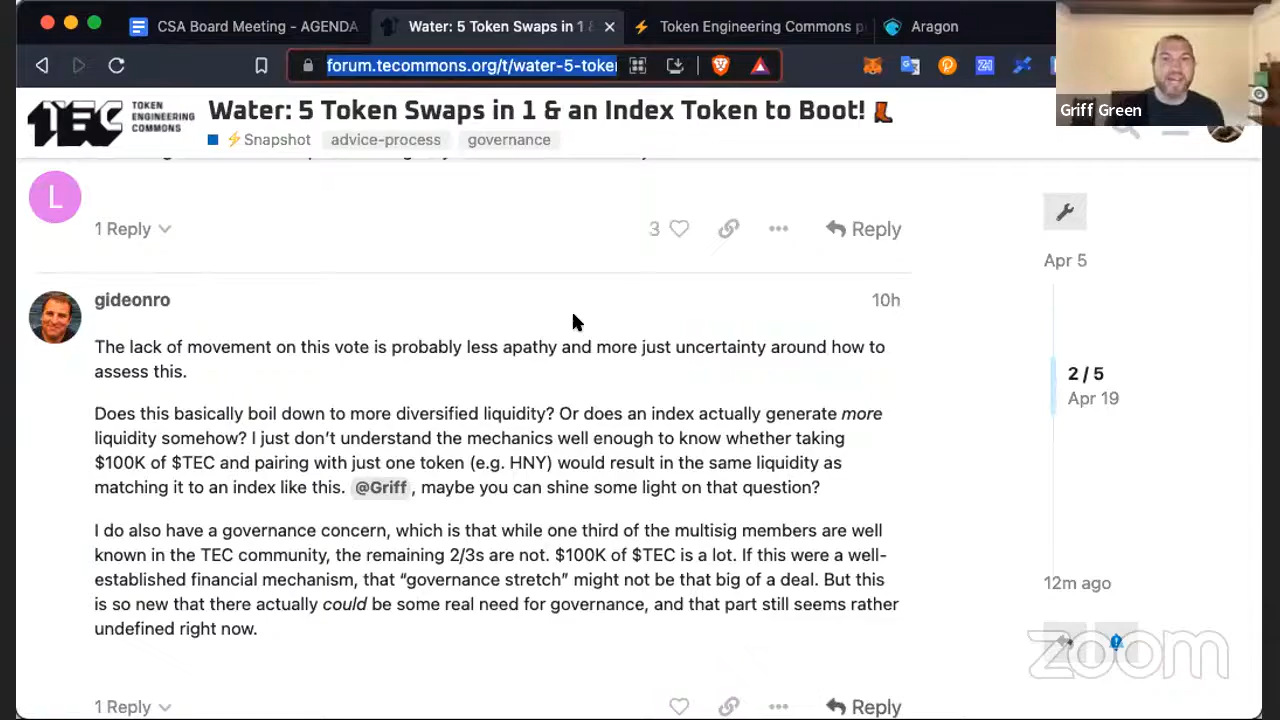 CSA Board Meeting - AGENDA
Water: 5 Token Swaps in 1 &
Token Engineering Commons
Aragon
forum.tecommons.org/t/water-5-toke
Griff Green
TEC
TOKEN
ENGINEERING
COMMONS
Water: 5 Token Swaps in 1 & an Index Token to Boot!
Snapshot
advice-process
governance
L
1 Reply
3
Reply
Apr 5
gideonro
10h
The lack of movement on this vote is probably less apathy and more just uncertainty around how to
assess this.
2 / 5
Apr 19
Does this basically boil down to more diversified liquidity? Or does an index actually generate more
liquidity somehow? I just don’t understand the mechanics well enough to know whether taking
$100K of $TEC and pairing with just one token (e.g. HNY) would result in the same liquidity as
matching it to an index like this. @Griff , maybe you can shine some light on that question?
I do also have a governance concern, which is that while one third of the multisig members are well
known in the TEC community, the remaining 2/3s are not. $100K of $TEC is a lot. If this were a well-
established financial mechanism, that “governance stretch” might not be that big of a deal. But this
is so new that there actually could be some real need for governance, and that part still seems rather
undefined right now.
12m ago
zoom
1 Reply
Reply